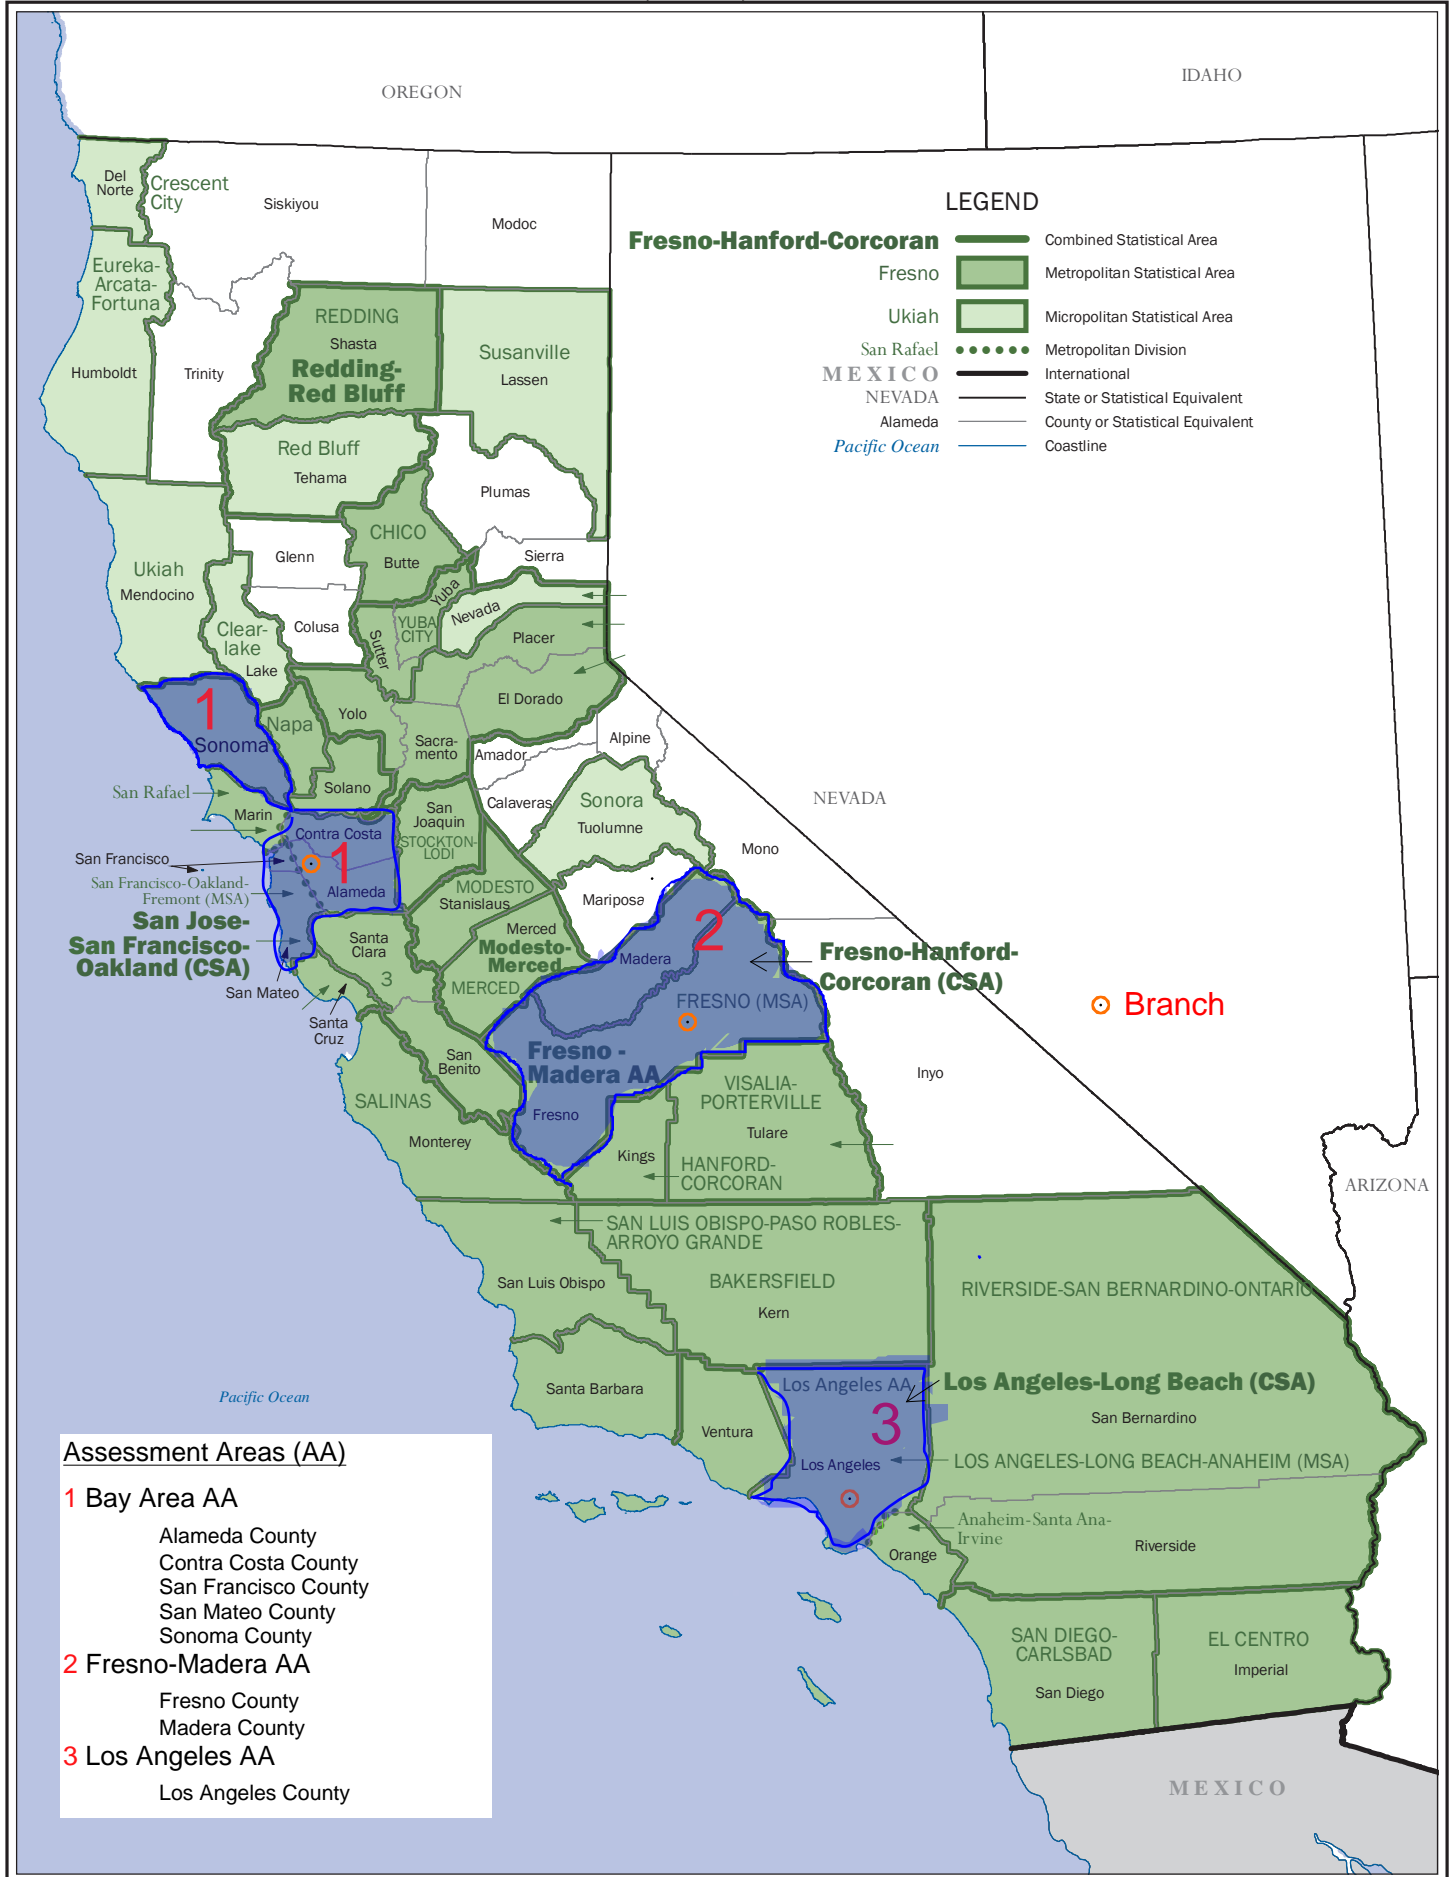 OREGON
IDAHO
Del
Norte
Crescent
City
Siskiyou
Modoc
LEGEND
Fresno-Hanford-Corcoran
Combined Statistical Area
Fresno
Metropolitan Statistical Area
Ukiah
Micropolitan Statistical Area
San Rafael
Metropolitan Division
MEXICO
International
NEVADA
State or Statistical Equivalent
Alameda
County or Statistical Equivalent
Pacific Ocean
Coastline
Eureka-
Arcata-
Fortuna
Humboldt
Trinity
REDDING
Shasta
Redding-
Red Bluff
Susanville
Lassen
Red Bluff
Tehama
Plumas
CHICO
Butte
Glenn
Sierra
Ukiah
Mendocino
Yuba
Nevada
Clear-
lake
Lake
Colusa
Sutter
YUBA
CITY
Placer
El Dorado
1
Sonoma
Napa
Yolo
Sacra-
mento
Amador
Alpine
Solano
San Rafael
Marin
Calaveras
Sonora
Tuolumne
NEVADA
San
Joaquin
STOCKTON-
LODI
Contra Costa
1
Mono
San Francisco
San Francisco-Oakland-
Fremont (MSA)
Alameda
MODESTO
Stanislaus
Mariposa
San Jose-
San Francisco-
Oakland (CSA)
Santa
Clara
3
Merced
Modesto-
Merced
MERCED
2
Madera
Fresno-Hanford-
Corcoran (CSA)
San Mateo
FRESNO (MSA)
Branch
Santa
Cruz
San
Benito
Fresno -
Madera AA
Inyo
SALINAS
Monterey
Fresno
VISALIA-
PORTERVILLE
Tulare
Kings
HANFORD-
CORCORAN
ARIZONA
SAN LUIS OBISPO-PASO ROBLES-
ARROYO GRANDE
San Luis Obispo
BAKERSFIELD
Kern
RIVERSIDE-SAN BERNARDINO-ONTARIO
Pacific Ocean
Santa Barbara
Los Angeles AA
Los Angeles-Long Beach (CSA)
3
San Bernardino
Ventura
Los Angeles
LOS ANGELES-LONG BEACH-ANAHEIM (MSA)
Anaheim-Santa Ana-
Irvine
Orange
Riverside
SAN DIEGO-
CARLSBAD
San Diego
EL CENTRO
Imperial
MEXICO
Assessment Areas (AA)
1 Bay Area AA
Alameda County
Contra Costa County
San Francisco County
San Mateo County
Sonoma County
2 Fresno-Madera AA
Fresno County
Madera County
3 Los Angeles AA
Los Angeles County